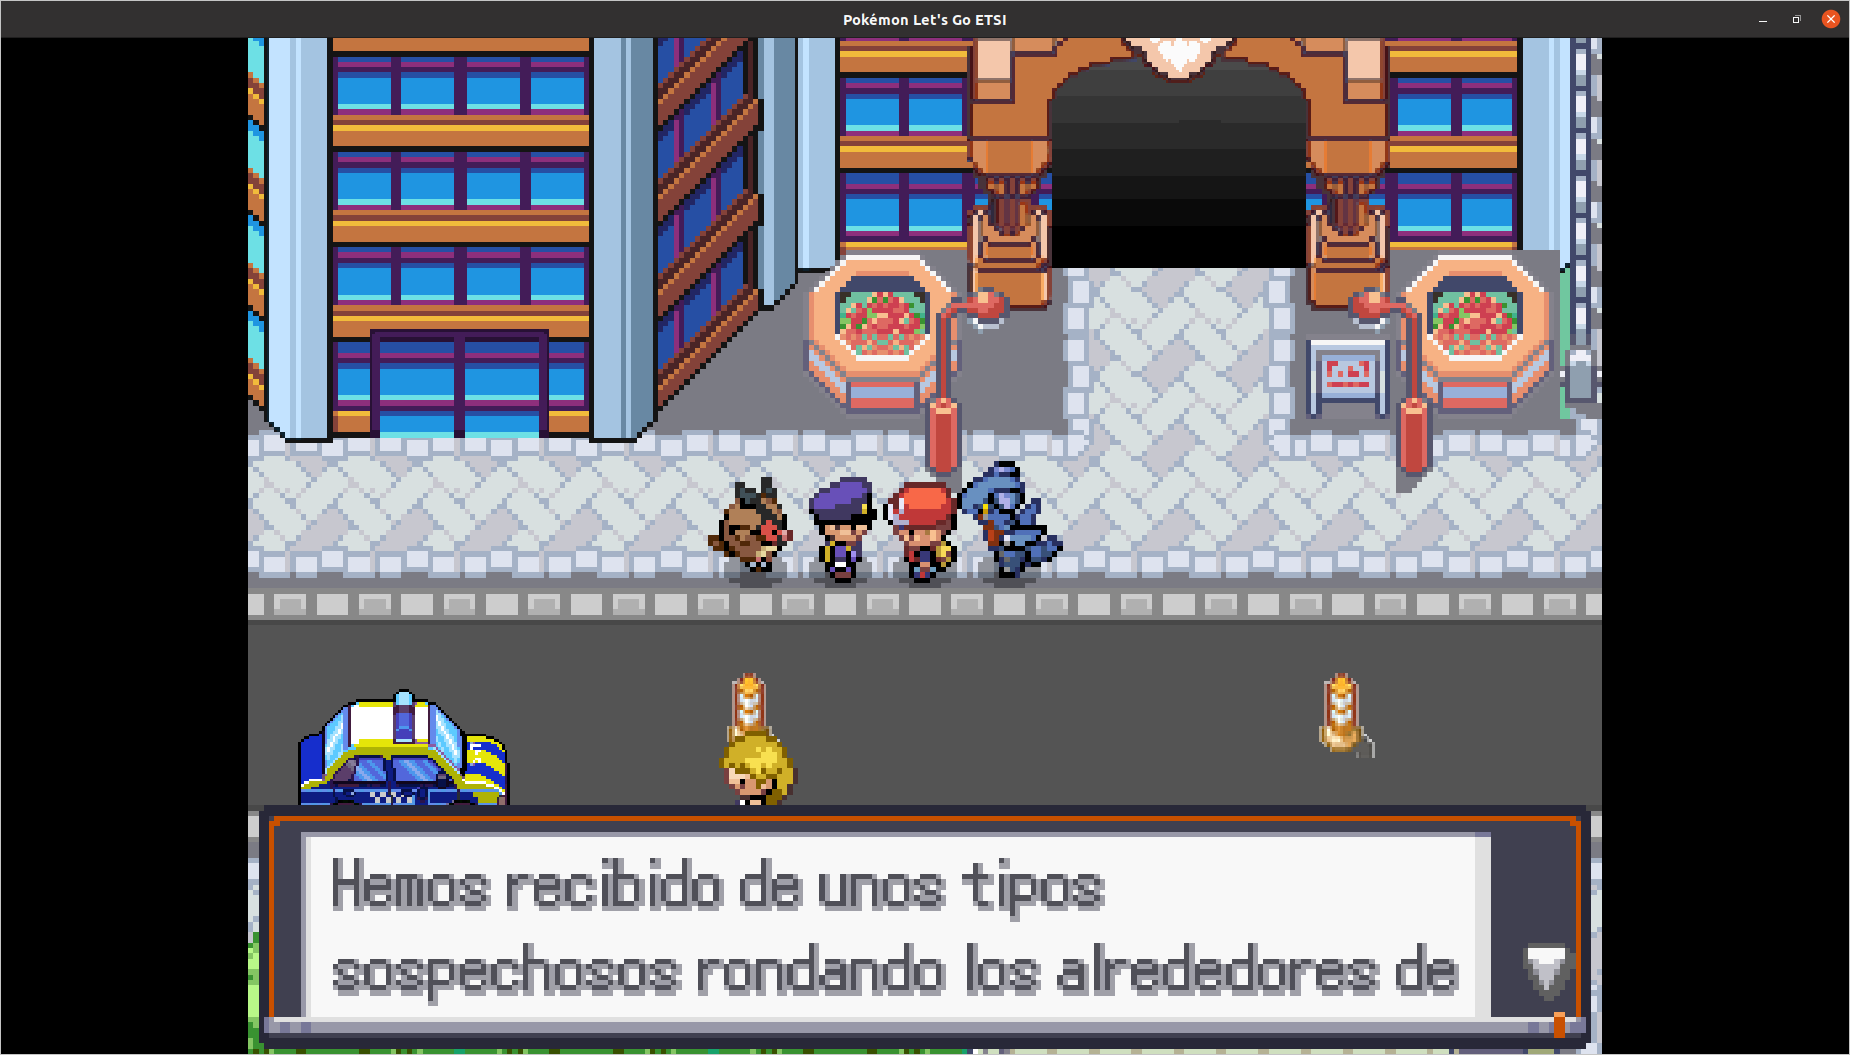 Pokémon Let's Go ETSI
Hemos recibido de unos tipos
sospechosos rondando los alrededores de